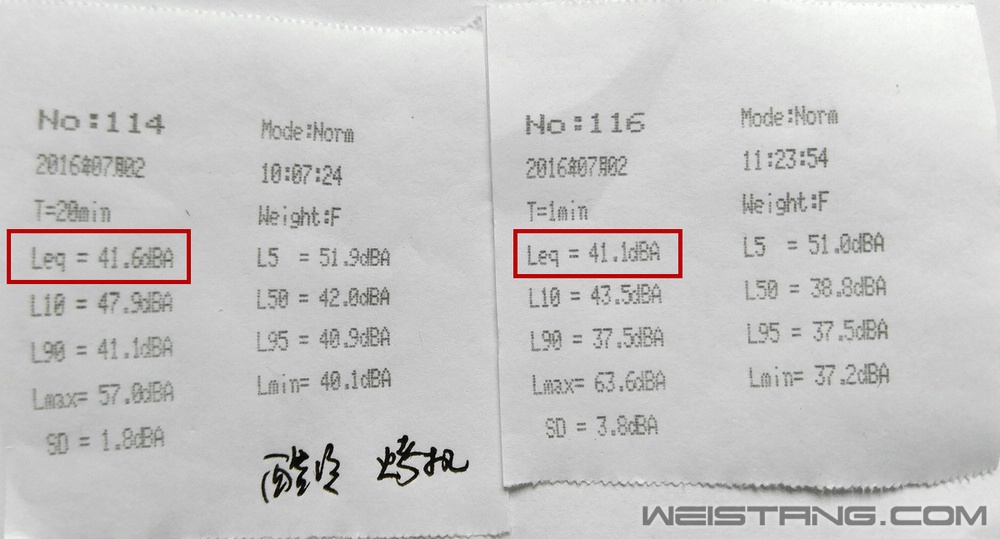 No:114
Mode:Norm
2016年07月02
10:07:24
T=20min
Weight:F
Leq = 41.6dBA
L5 = 51.9dBA
L10 = 47.9dBA
L50 = 42.0dBA
L90 = 41.1dBA
L95 = 40.9dBA
Lmax= 57.0dBA
Lmin= 40.1dBA
SD = 1.8dBA
酷冷 烤机
No:116
Mode:Norm
2016年07月02
11:23:54
T=1min
Weight:F
Leq = 41.1dBA
L5 = 51.0dBA
L10 = 43.5dBA
L50 = 38.8dBA
L90 = 37.5dBA
L95 = 37.5dBA
Lmax= 63.6dBA
Lmin= 37.2dBA
SD = 3.8dBA
WEISTANG.COM